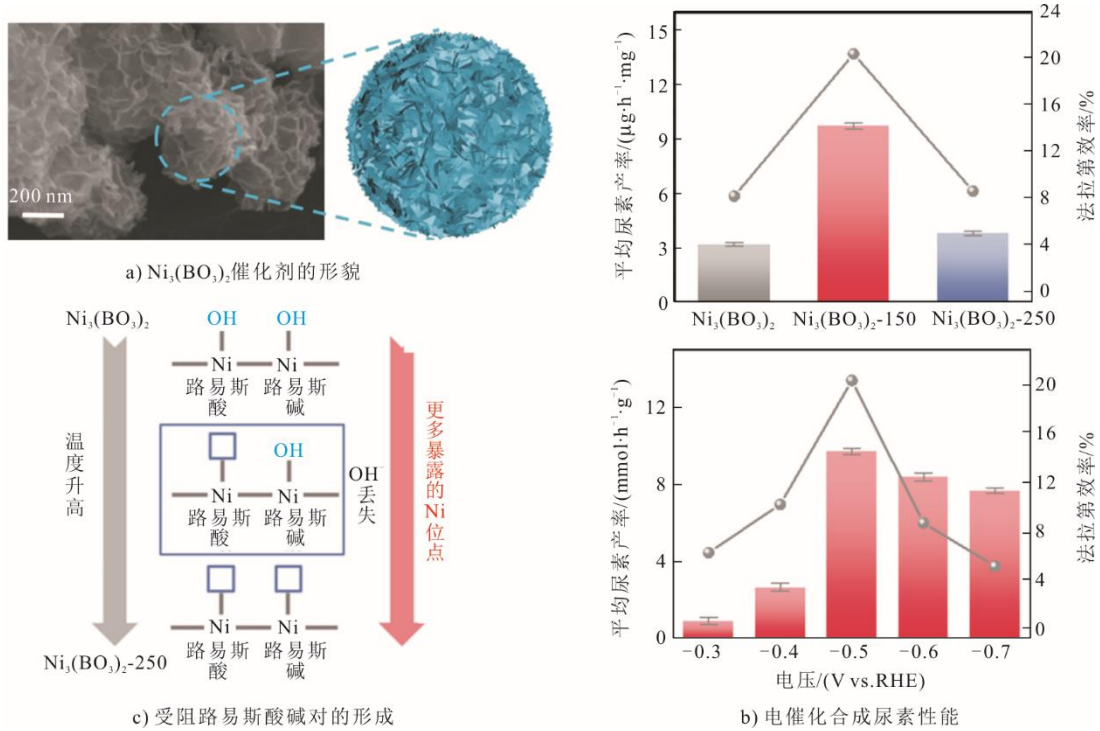 200 nm
a) Ni₃(BO₃)₂催化剂的形貌
Ni₃(BO₃)₂
温度升高
OH OH
Ni Ni
路易斯酸 路易斯碱
OH
Ni Ni
路易斯酸 路易斯碱
OH⁻丢失
Ni Ni
路易斯酸 路易斯碱
更多暴露的Ni位点
Ni₃(BO₃)₂-250
c) 受阻路易斯酸碱对的形成
平均尿素产率/(μg·h⁻¹·mg⁻¹)
15
12
9
6
3
0
24
20
16
12
8
4
0
法拉第效率/%
Ni₃(BO₃)₂ Ni₃(BO₃)₂-150 Ni₃(BO₃)₂-250
平均尿素产率/(mmol·h⁻¹·g⁻¹)
12
8
4
0
20
16
12
8
4
0
法拉第效率/%
−0.3 −0.4 −0.5 −0.6 −0.7
电压/(V vs.RHE)
b) 电催化合成尿素性能